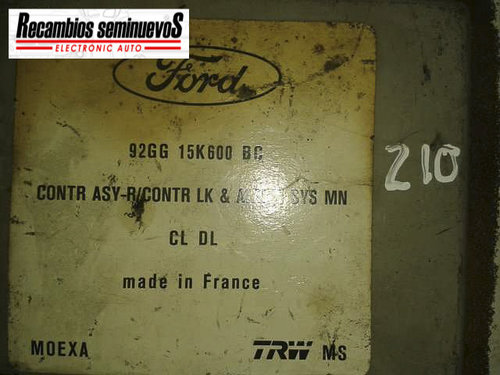 Recambios seminuevoS
ELECTRONIC AUTO
Ford
92GG 15K600 BC
CONTR ASY-R/CONTR LK & SYS MN
CL DL
made in France
MOEXA
TRW MS
210